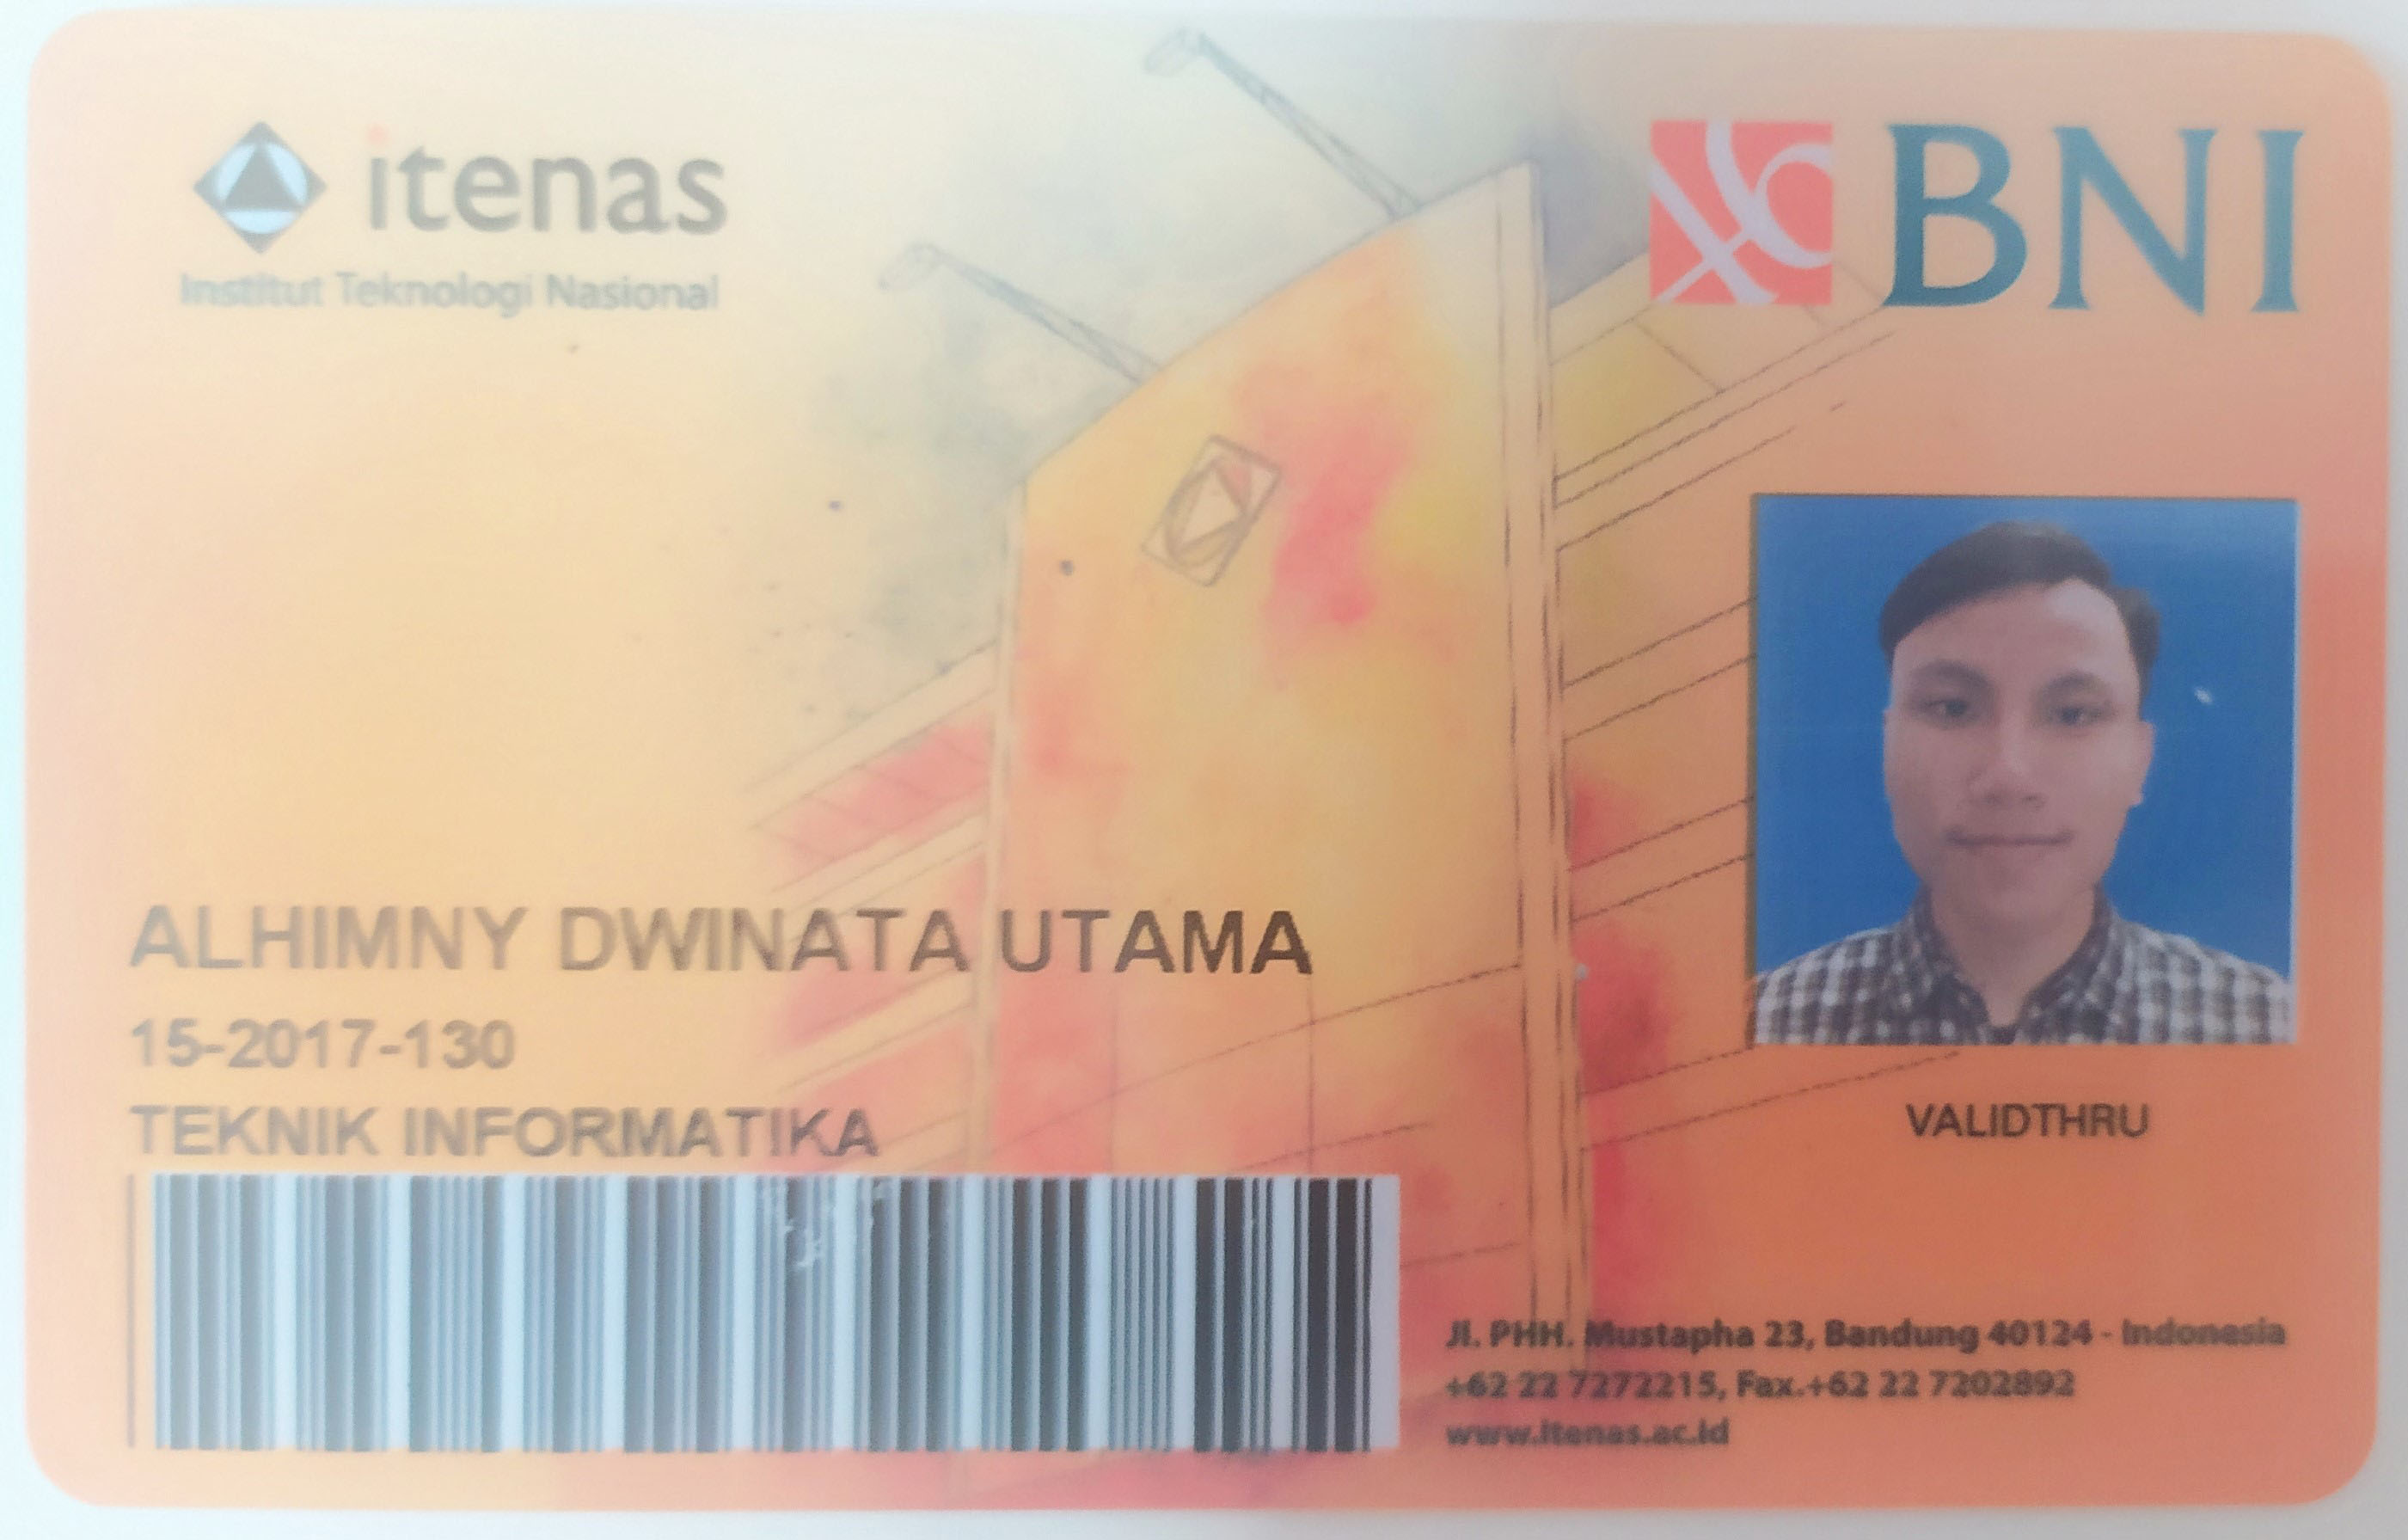 itenas
Institut Teknologi Nasional
BNI
ALHIMNY DWINATA UTAMA
15-2017-130
TEKNIK INFORMATIKA
VALIDTHRU
Jl. PHH. Mustapha 23, Bandung 40124 - Indonesia
+62 22 7272215, Fax.+62 22 7202892
www.itenas.ac.id